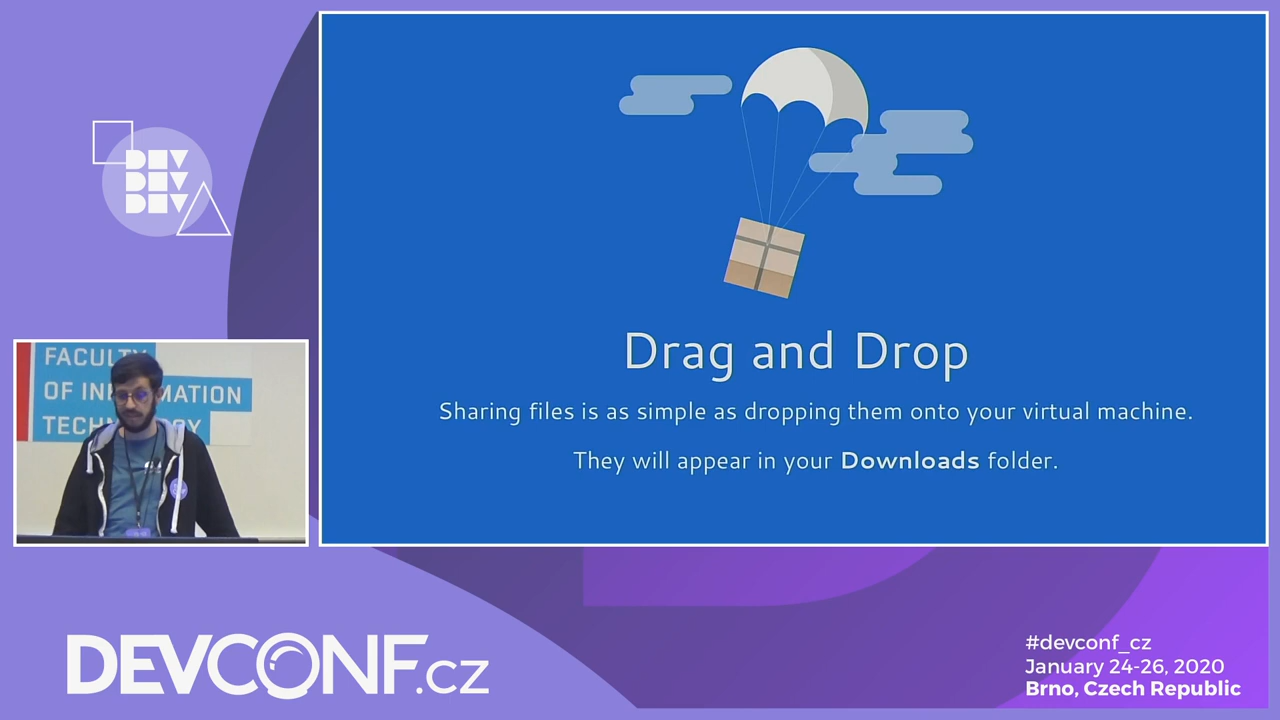 DEV
DEV
DEV
Drag and Drop
Sharing files is as simple as dropping them onto your virtual machine.
They will appear in your Downloads folder.
FACULTY
OF INFORMATION
TECHNOLOGY
DEVCONF.cz
#devconf_cz
January 24-26, 2020
Brno, Czech Republic